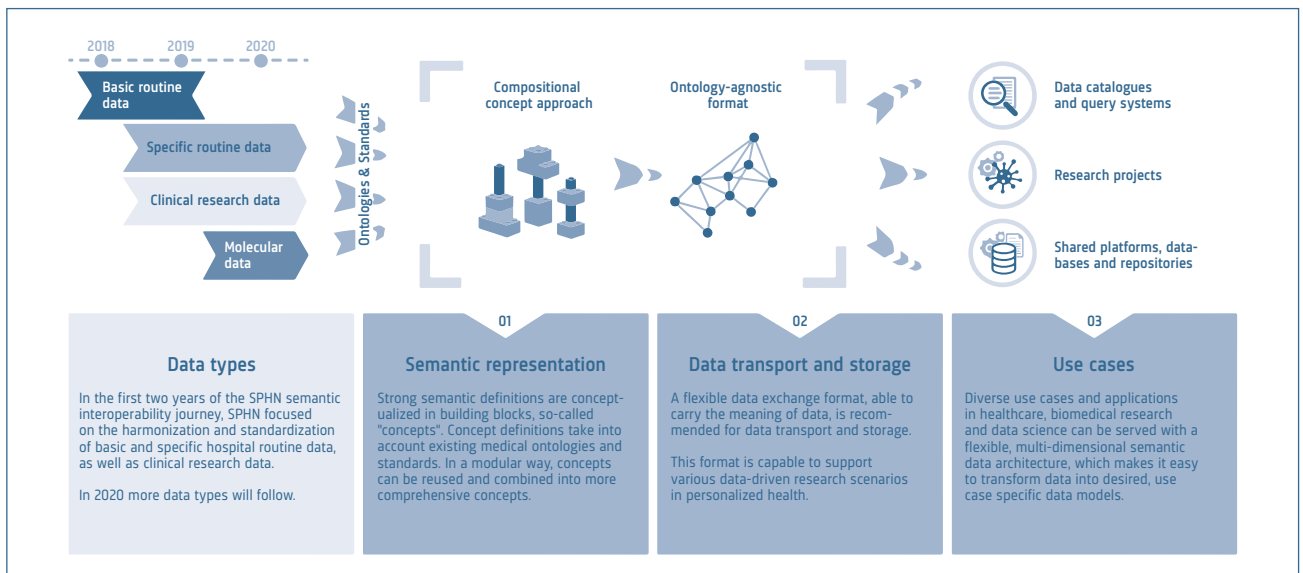 2018
2019
2020
Basic routine
data
Specific routine data
Clinical research data
Molecular
data
Ontologies & Standards
Compositional
concept approach
Ontology-agnostic
format
Data catalogues
and query systems
Research projects
Shared platforms, data-
bases and repositories
Data types
In the first two years of the SPHN semantic
interoperability journey, SPHN focused
on the harmonization and standardization
of basic and specific hospital routine data,
as well as clinical research data.
In 2020 more data types will follow.
01
Semantic representation
Strong semantic definitions are concept-
ualized in building blocks, so-called
"concepts". Concept definitions take into
account existing medical ontologies and
standards. In a modular way, concepts
can be reused and combined into more
comprehensive concepts.
02
Data transport and storage
A flexible data exchange format, able to
carry the meaning of data, is recom-
mended for data transport and storage.
This format is capable to support
various data-driven research scenarios
in personalized health.
03
Use cases
Diverse use cases and applications
in healthcare, biomedical research
and data science can be served with a
flexible, multi-dimensional semantic
data architecture, which makes it easy
to transform data into desired, use
case specific data models.